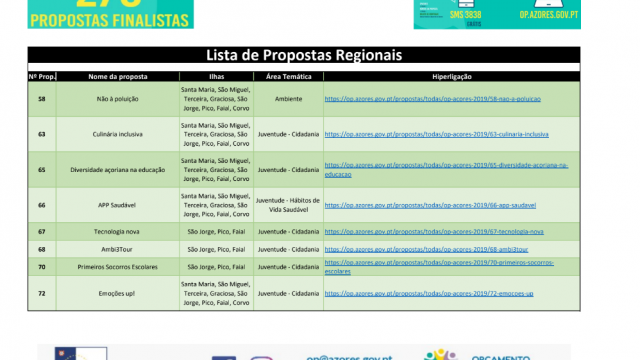 PROPOSTAS FINALISTAS
SMS 3838
GRÁTIS
OP.AZORES.GOV.PT
Lista de Propostas Regionais
Nº Prop. Nome da proposta Ilhas Área Temática Hiperligação
58 Não à poluição Santa Maria, São Miguel, Terceira, Graciosa, São Jorge, Pico, Faial, Corvo Ambiente https://op.azores.gov.pt/propostas/todas/op-acores-2019/58-nao-a-poluicao
63 Culinária inclusiva Santa Maria, São Miguel, Terceira, Graciosa, São Jorge, Pico, Faial, Corvo Juventude - Cidadania https://op.azores.gov.pt/propostas/todas/op-acores-2019/63-culinaria-inclusiva
65 Diversidade açoriana na educação Santa Maria, São Miguel, Terceira, Graciosa, São Jorge, Pico, Faial, Corvo Juventude - Cidadania https://op.azores.gov.pt/propostas/todas/op-acores-2019/65-diversidade-acoriana-na-educacao
66 APP Saudável Santa Maria, São Miguel, Terceira, Graciosa, São Jorge, Pico, Faial, Corvo Juventude - Hábitos de Vida Saudável https://op.azores.gov.pt/propostas/todas/op-acores-2019/66-app-saudavel
67 Tecnologia nova São Jorge, Pico, Faial Juventude - Cidadania https://op.azores.gov.pt/propostas/todas/op-acores-2019/67-tecnologia-nova
68 Ambi3Tour São Jorge, Pico, Faial Juventude - Cidadania https://op.azores.gov.pt/propostas/todas/op-acores-2019/68-ambi3tour
70 Primeiros Socorros Escolares São Jorge, Pico, Faial Juventude - Cidadania https://op.azores.gov.pt/propostas/todas/op-acores-2019/70-primeiros-socorros-escolares
72 Emoções up! Santa Maria, São Miguel, Terceira, Graciosa, São Jorge, Pico, Faial, Corvo Juventude - Cidadania https://op.azores.gov.pt/propostas/todas/op-acores-2019/72-emocoes-up
op@azores.gov.pt
ORÇAMENTO